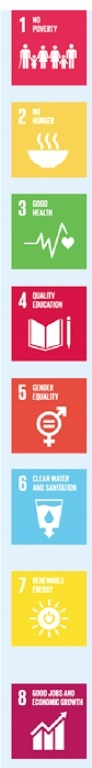 1 NO
POVERTY
2 NO
HUNGER
3 GOOD
HEALTH
4 QUALITY
EDUCATION
5 GENDER
EQUALITY
6 CLEAN WATER
AND SANITATION
7 RENEWABLE
ENERGY
8 GOOD JOBS AND
ECONOMIC GROWTH